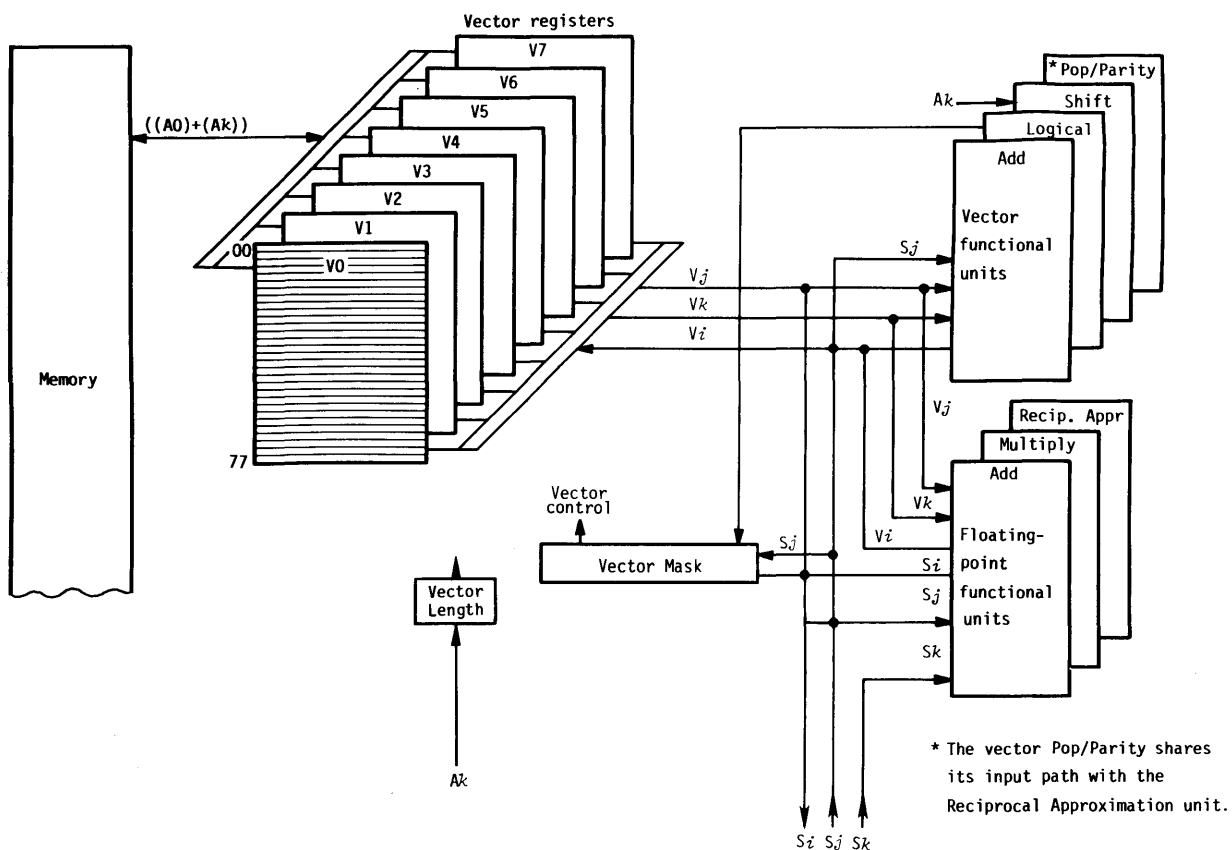 Vector registers
V7
V6
V5
V4
V3
V2
V1
V0
00
77
Memory
((A0)+(Ak))
* Pop/Parity
Ak
Shift
Logical
Add
Vector
functional
units
Sj
Vj
Vk
Vi
Vj
Recip. Appr
Multiply
Add
Vk
Vi
Floating-
point
functional
units
Si
Sj
Sk
Vector
control
Sj
Vector Mask
Vector
Length
Ak
* The vector Pop/Parity shares
its input path with the
Reciprocal Approximation unit.
Si Sj Sk